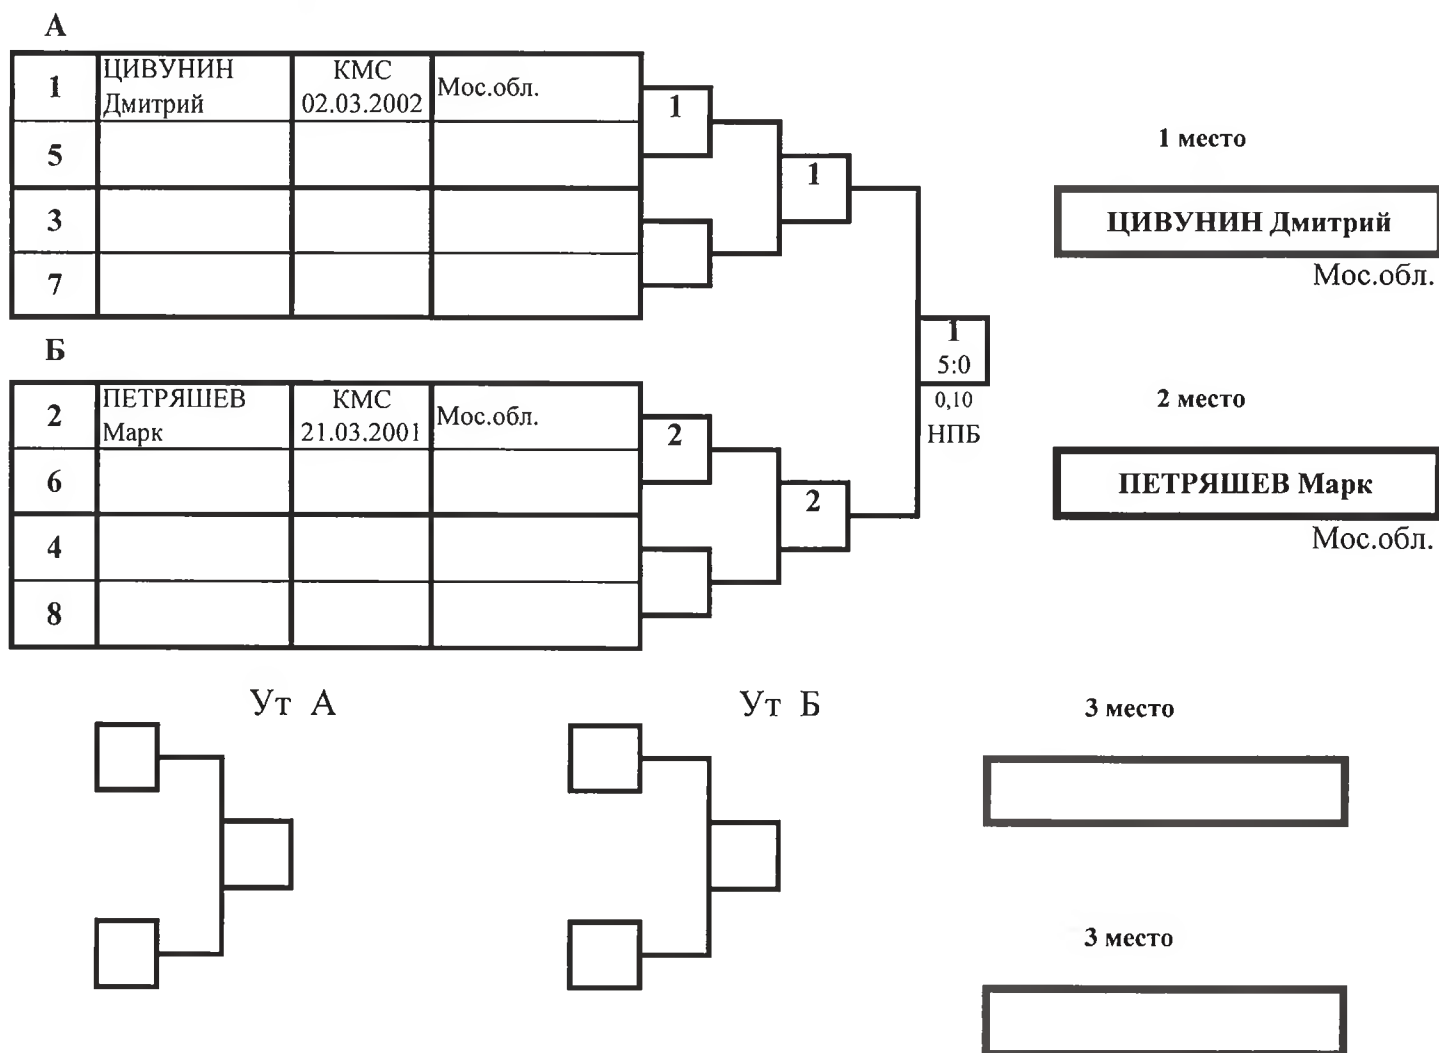 А
1
ЦИВУНИН
Дмитрий
КМС
02.03.2002
Мос.обл.
5
3
7
1
1
Б
2
ПЕТРЯШЕВ
Марк
КМС
21.03.2001
Мос.обл.
6
4
8
2
2
1
5:0
0,10
НПБ
1 место
ЦИВУНИН Дмитрий
Мос.обл.
2 место
ПЕТРЯШЕВ Марк
Мос.обл.
Ут А
Ут Б
3 место
3 место